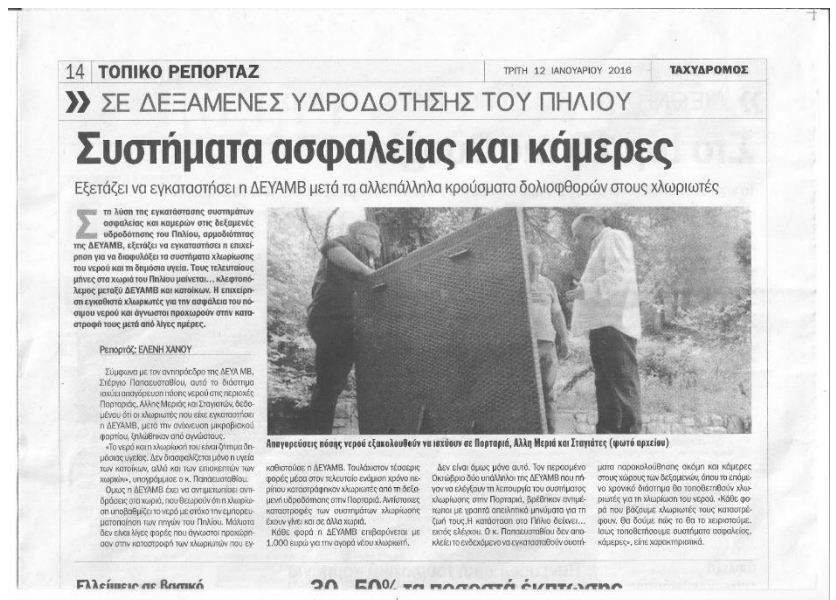 14 ΤΟΠΙΚΟ ΡΕΠΟΡΤΑΖ
ΤΡΙΤΗ 12 ΙΑΝΟΥΑΡΙΟΥ 2016
ΤΑΧΥΔΡΟΜΟΣ
ΣΕ ΔΕΞΑΜΕΝΕΣ ΥΔΡΟΔΟΤΗΣΗΣ ΤΟΥ ΠΗΛΙΟΥ
Συστήματα ασφαλείας και κάμερες
Εξετάζει να εγκαταστήσει η ΔΕΥΑΜΒ μετά τα αλλεπάλληλα κρούσματα δολιοφθορών στους χλωριωτές
Στη λύση της εγκατάστασης συστημάτων
ασφαλείας και καμερών στις δεξαμενές
υδροδότησης του Πηλίου, αρμοδιότητας
της ΔΕΥΑΜΒ, εξετάζει να εγκαταστήσει η επιχεί-
ρηση για να διαφυλάξει τα συστήματα χλωρίωσης
του νερού και τη δημόσια υγεία. Τους τελευταίους
μήνες στα χωριά του Πηλίου μαίνεται... κλεφτοπό-
λεμος μεταξύ ΔΕΥΑΜΒ και κατοίκων. Η επιχείρη-
ση εγκαθιστά χλωριωτές για την ασφάλεια του πό-
σιμου νερού και άγνωστοι προχωρούν στην κατα-
στροφή τους μετά από λίγες ημέρες.
Ρεπορτάζ: ΕΛΕΝΗ ΧΑΝΟΥ
Σύμφωνα με τον αντιπρόεδρο της ΔΕΥΑΜΒ,
Στέργιο Παπαευσταθίου, αυτό το διάστημα
ισχύει απαγόρευση πόσης νερού στις περιοχές
Πορταριάς, Αλλης Μεριάς και Σταγιατών, δεδο-
μένου ότι οι χλωριωτές που είχε εγκαταστήσει
η ΔΕΥΑΜΒ, μετά την ανίχνευση μικροβιακού
φορτίου, ξηλώθηκαν από αγνώστους.
«Το νερό και η χλωρίωσή του είναι ζήτημα δη-
μόσιας υγείας. Δεν διασφαλίζεται μόνο η υγεία
των κατοίκων, αλλά και των επισκεπτών των
χωριών», υπογράμμισε ο κ. Παπαευσταθίου.
Ομως η ΔΕΥΑΜΒ έχει να αντιμετωπίσει αντι-
δράσεις στα χωριά, που θεωρούν ότι η χλωρίω-
ση υποβαθμίζει το νερό με στόχο την εμπορευ-
ματοποίηση των πηγών του Πηλίου. Μάλιστα
δεν είναι λίγες φορές που άγνωστοι προχώρη-
σαν στην καταστροφή των χλωριωτών που εγ-
Απαγορεύσεις πόσης νερού εξακολουθούν να ισχύουν σε Πορταριά, Αλλη Μεριά και Σταγιάτες (φωτό αρχείου)
καθιστούσε η ΔΕΥΑΜΒ. Τουλάχιστον τέσσερις
φορές μέσα στον τελευταίο ενάμιση χρόνο πε-
ρίπου καταστράφηκαν χλωριωτές από τη δεξα-
μενή υδροδότησης στην Πορταριά. Αντίστοιχες
καταστροφές των συστημάτων χλωρίωσης
έχουν γίνει και σε άλλα χωριά.
Κάθε φορά η ΔΕΥΑΜΒ επιβαρύνεται με
1.000 ευρώ για την αγορά νέου χλωριωτή.
Δεν είναι όμως μόνο αυτά. Τον περασμένο
Οκτώβριο δύο υπάλληλοι της ΔΕΥΑΜΒ που πή-
γαν να ελέγξουν τη λειτουργία του συστήματος
χλωρίωσης στην Πορταριά, βρέθηκαν αντιμέ-
τωποι με γραπτά απειλητικά μηνύματα για τη
ζωή τους. Η κατάσταση στο Πήλιο δείχνει...
εκτός ελέγχου. Ο κ. Παπαευσταθίου δεν απο-
κλείει το ενδεχόμενο να εγκατασταθούν συστή-
ματα παρακολούθησης ακόμη και κάμερες
στους χώρους των δεξαμενών, όπου το επόμε-
νο χρονικό διάστημα θα τοποθετηθούν χλω-
ριωτές για τη χλωρίωση του νερού. «Κάθε φο-
ρά που βάζουμε χλωριωτές τους καταστρέ-
φουν. Θα δούμε πώς το θα το χειριστούμε.
Ισως τοποθετήσουμε συστήματα ασφαλείας,
κάμερες», είπε χαρακτηριστικά.
Ελλείψεις σε βασικό
30 - 50% τα ποσοστά έκπτωσης